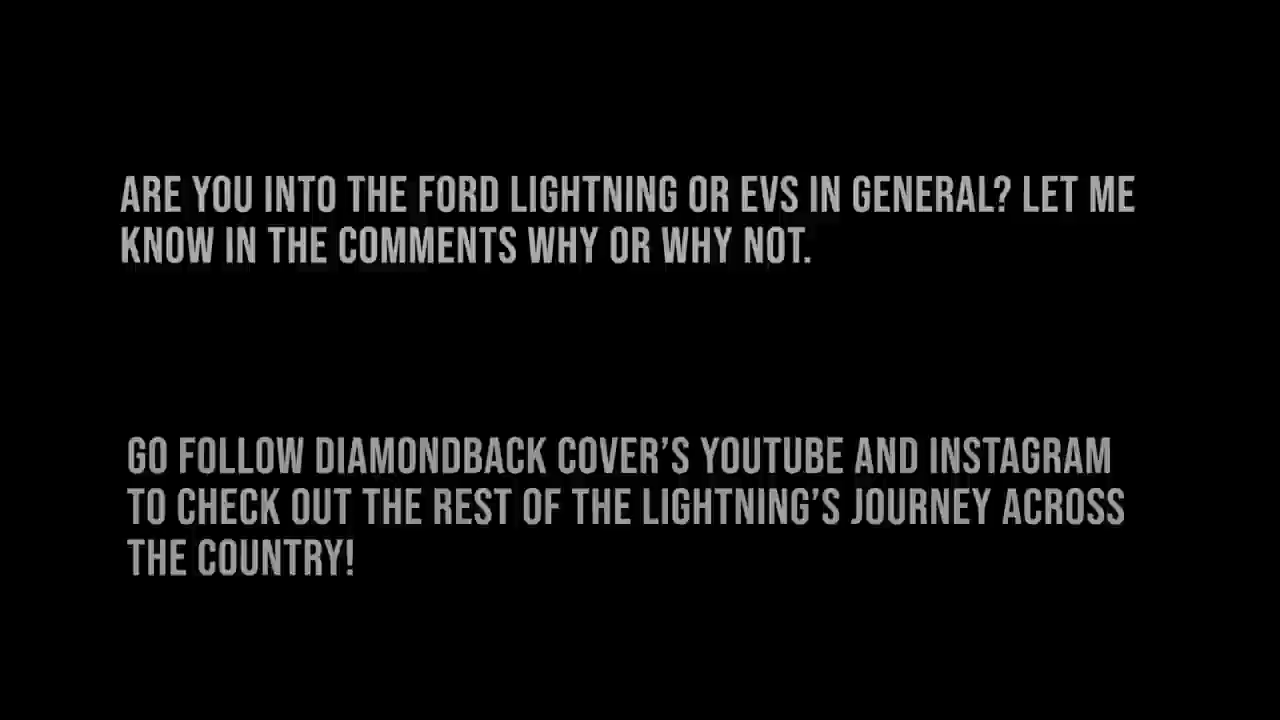 ARE YOU INTO THE FORD LIGHTNING OR EVS IN GENERAL? LET ME
KNOW IN THE COMMENTS WHY OR WHY NOT.
GO FOLLOW DIAMONDBACK COVER’S YOUTUBE AND INSTAGRAM
TO CHECK OUT THE REST OF THE LIGHTNING’S JOURNEY ACROSS
THE COUNTRY!